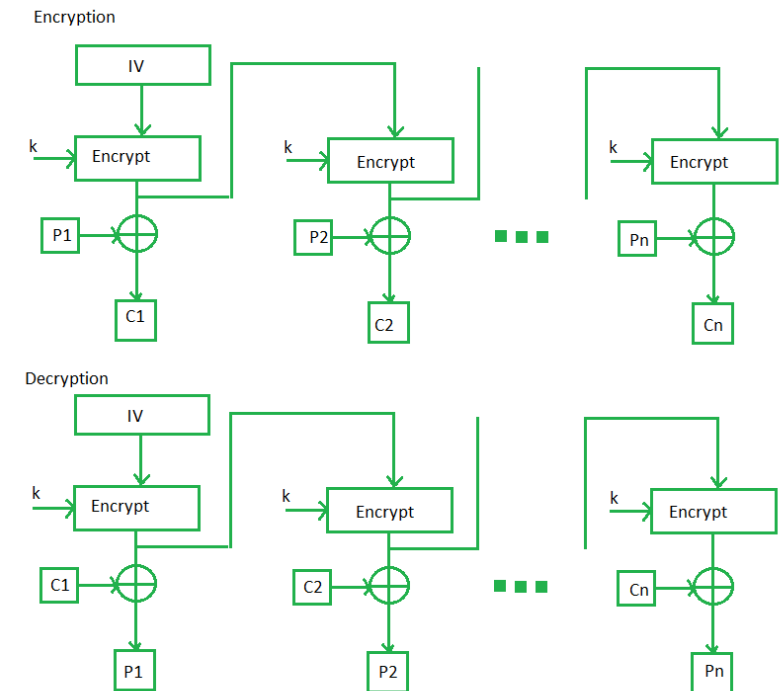 Encryption
IV
k
Encrypt
k
Encrypt
k
Encrypt
P1
P2
Pn
C1
C2
Cn
Decryption
IV
k
Encrypt
k
Encrypt
k
Encrypt
C1
C2
Cn
P1
P2
Pn